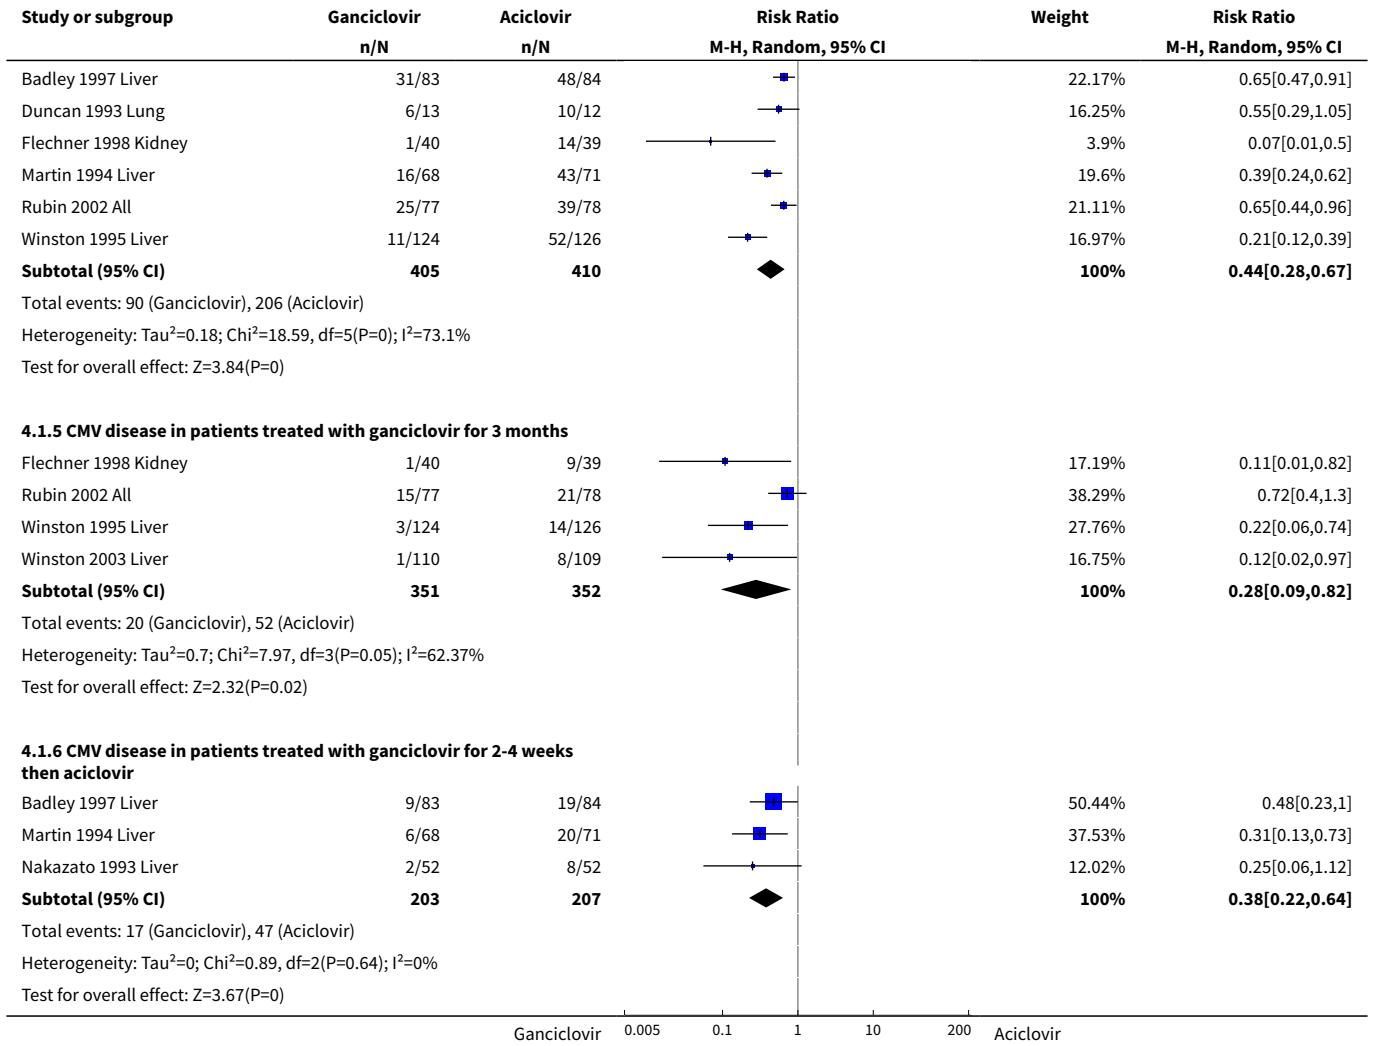 Study or subgroup Ganciclovir Aciclovir Risk Ratio Weight Risk Ratio
n/N n/N M-H, Random, 95% CI M-H, Random, 95% CI
Badley 1997 Liver 31/83 48/84 22.17% 0.65[0.47,0.91]
Duncan 1993 Lung 6/13 10/12 16.25% 0.55[0.29,1.05]
Flechner 1998 Kidney 1/40 14/39 3.9% 0.07[0.01,0.5]
Martin 1994 Liver 16/68 43/71 19.6% 0.39[0.24,0.62]
Rubin 2002 All 25/77 39/78 21.11% 0.65[0.44,0.96]
Winston 1995 Liver 11/124 52/126 16.97% 0.21[0.12,0.39]
Subtotal (95% CI) 405 410 100% 0.44[0.28,0.67]
Total events: 90 (Ganciclovir), 206 (Aciclovir)
Heterogeneity: Tau²=0.18; Chi²=18.59, df=5(P=0); I²=73.1%
Test for overall effect: Z=3.84(P=0)
4.1.5 CMV disease in patients treated with ganciclovir for 3 months
Flechner 1998 Kidney 1/40 9/39 17.19% 0.11[0.01,0.82]
Rubin 2002 All 15/77 21/78 38.29% 0.72[0.4,1.3]
Winston 1995 Liver 3/124 14/126 27.76% 0.22[0.06,0.74]
Winston 2003 Liver 1/110 8/109 16.75% 0.12[0.02,0.97]
Subtotal (95% CI) 351 352 100% 0.28[0.09,0.82]
Total events: 20 (Ganciclovir), 52 (Aciclovir)
Heterogeneity: Tau²=0.7; Chi²=7.97, df=3(P=0.05); I²=62.37%
Test for overall effect: Z=2.32(P=0.02)
4.1.6 CMV disease in patients treated with ganciclovir for 2-4 weeks
then aciclovir
Badley 1997 Liver 9/83 19/84 50.44% 0.48[0.23,1]
Martin 1994 Liver 6/68 20/71 37.53% 0.31[0.13,0.73]
Nakazato 1993 Liver 2/52 8/52 12.02% 0.25[0.06,1.12]
Subtotal (95% CI) 203 207 100% 0.38[0.22,0.64]
Total events: 17 (Ganciclovir), 47 (Aciclovir)
Heterogeneity: Tau²=0; Chi²=0.89, df=2(P=0.64); I²=0%
Test for overall effect: Z=3.67(P=0)
Ganciclovir 0.005 0.1 1 10 200 Aciclovir